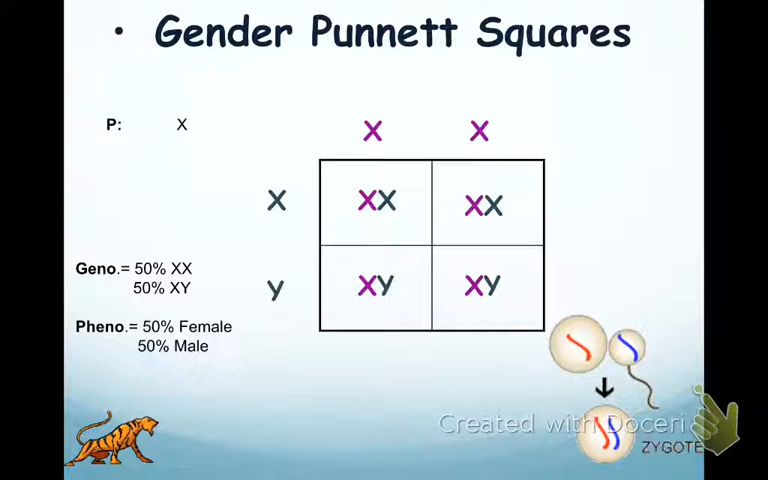 • Gender Punnett Squares
P: X
X X
X XX XX
Geno.= 50% XX
50% XY
y Xy Xy
Pheno.= 50% Female
50% Male
Created with Doceri
ZYGOTE